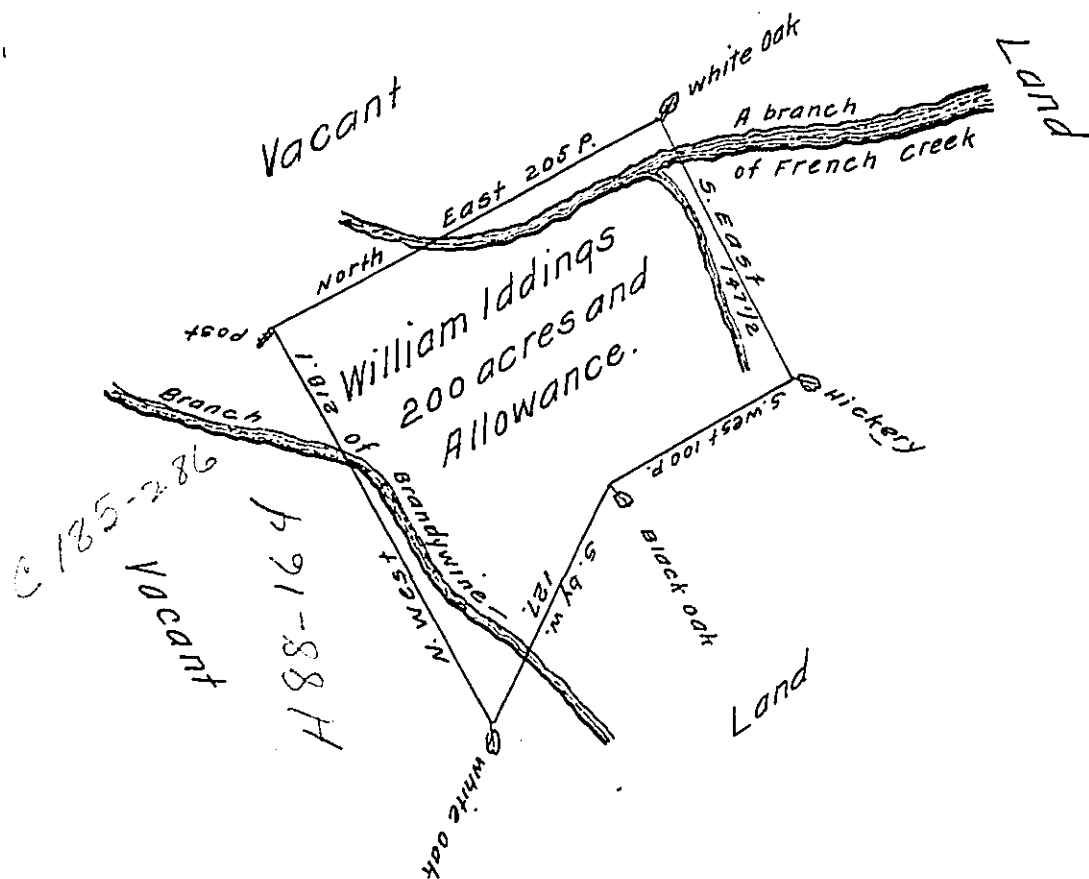 white oak
Land
Vacant
A branch
of French creek
North East 205 P.
S. East
147 1/2
William Iddings
200 acres and
Allowance.
Post
Hickery
S. West 100 P.
Black oak
S. by W.
127.
Branch of Brandywine
N. West 218.1
C 185-286
Vacant
H 88-194
Land
white oak